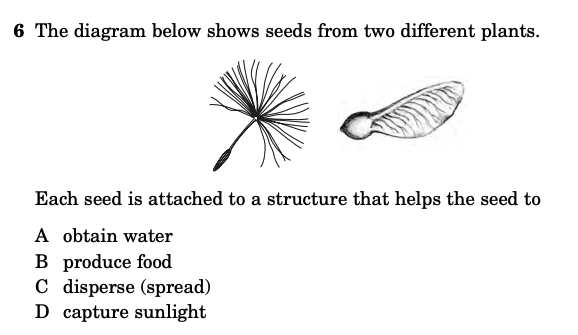 6 The diagram below shows seeds from two different plants.
Each seed is attached to a structure that helps the seed to
A obtain water
B produce food
C disperse (spread)
D capture sunlight